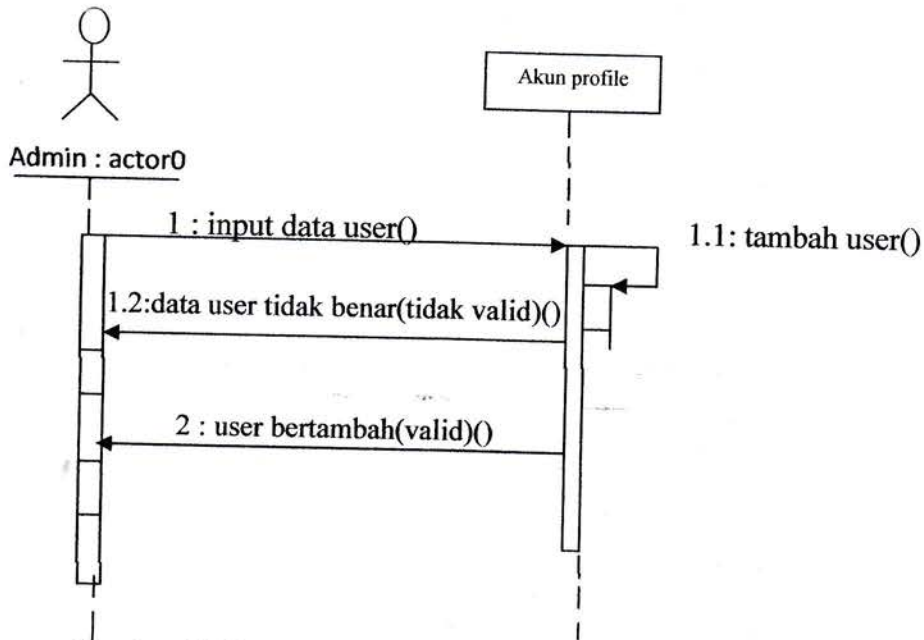 Akun profile
Admin : actor0
1 : input data user()
1.1: tambah user()
1.2:data user tidak benar(tidak valid)()
2 : user bertambah(valid)()